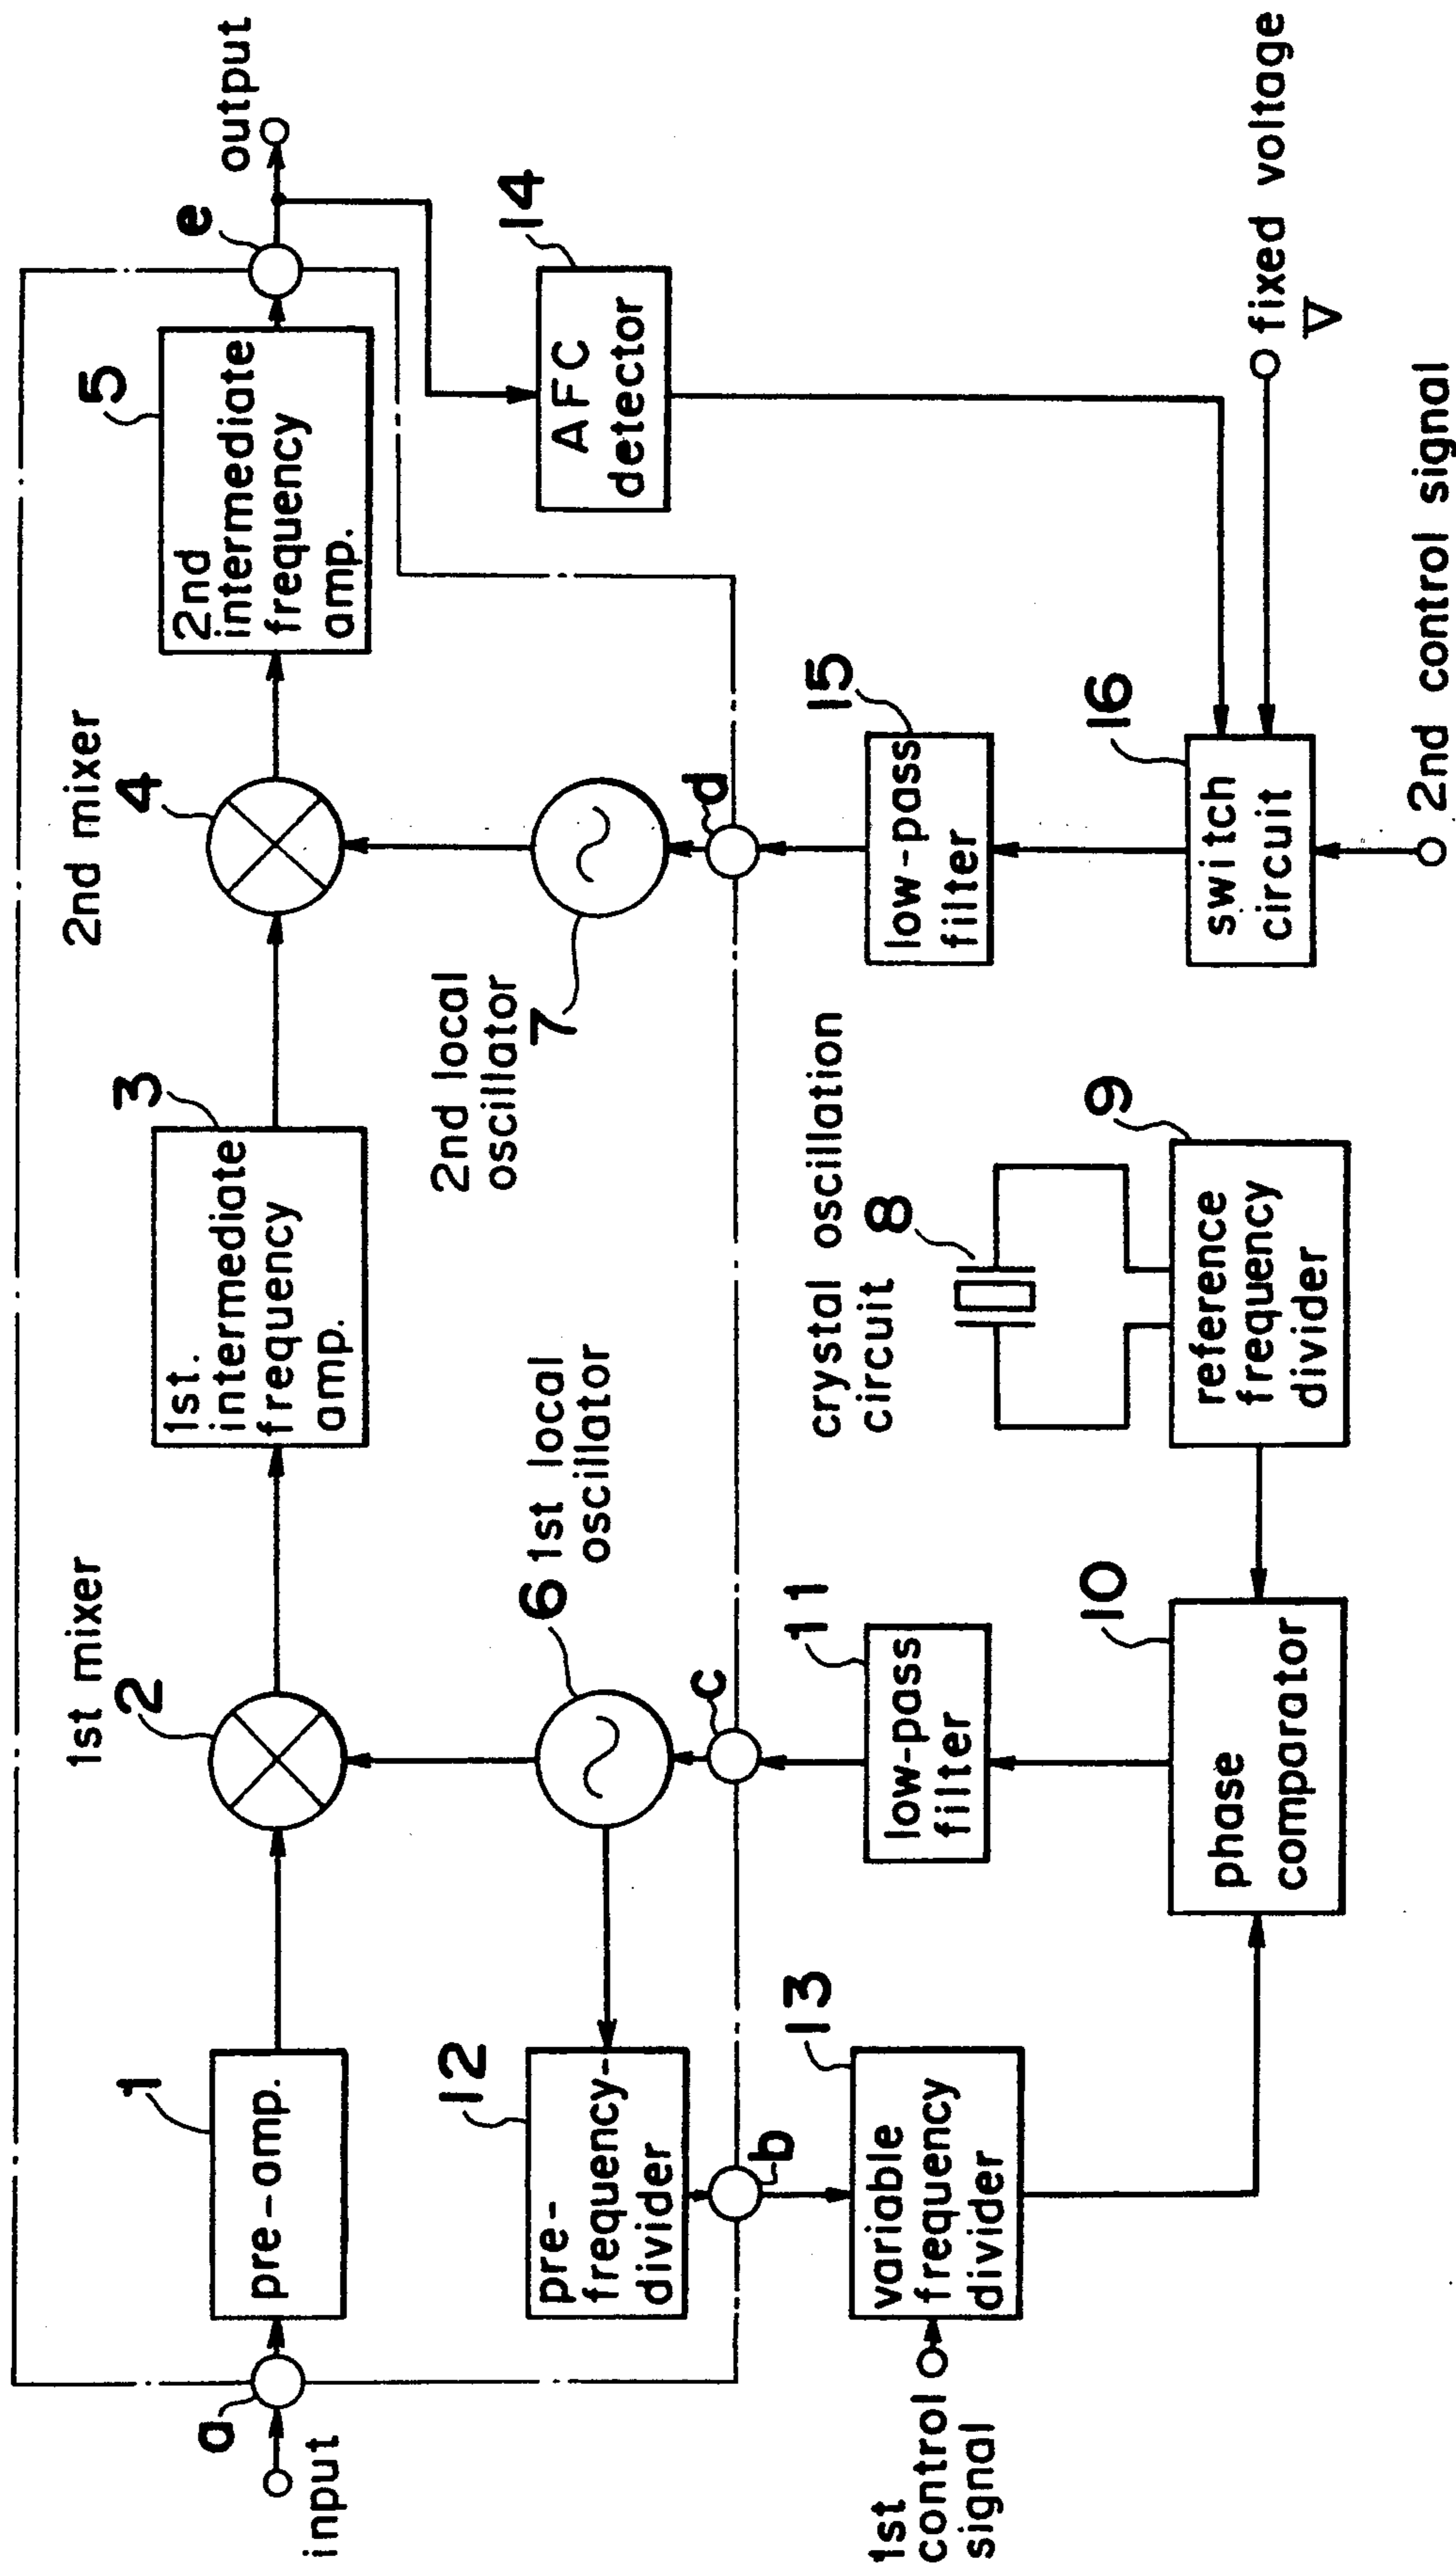 1st mixer
2nd mixer
input
a
1
pre-amp.
2
3
1st.
intermediate
frequency
amp.
4
5
2nd
intermediate
frequency
amp.
e
output
12
pre-
frequency-
divider
6
1st local
oscillator
2nd local
oscillator
7
14
AFC
detector
b
c
d
1st
control
signal
13
variable
frequency
divider
11
low-pass
filter
crystal oscillation
circuit
8
15
low-pass
filter
10
phase
comparator
9
reference
frequency
divider
16
switch
circuit
fixed voltage
V
2nd control signal